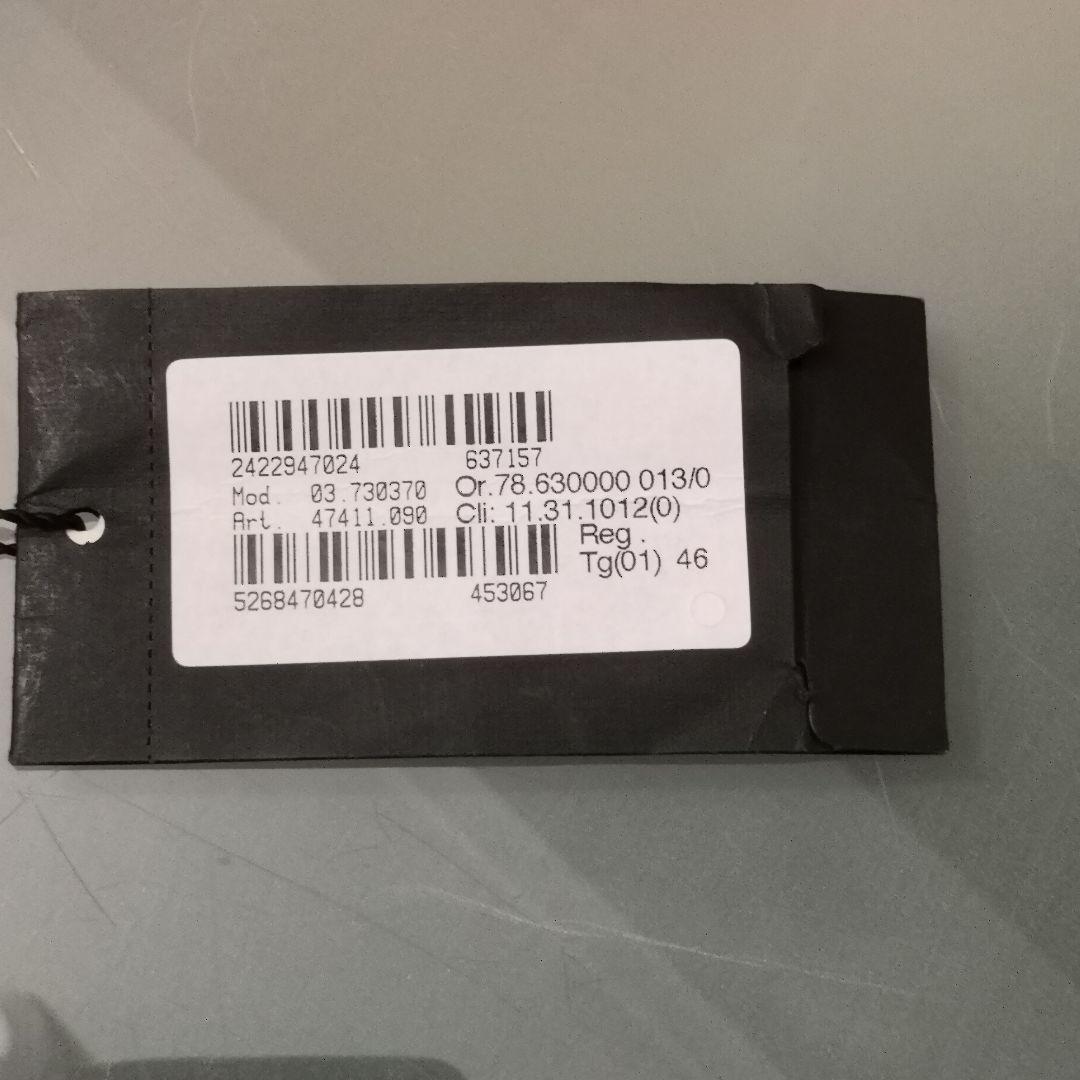 2422947024 637157
Mod. 03.730370 Or.78.630000 013/0
Art. 47411.090 Cli: 11.31.1012(0)
Reg .
Tg(01) 46
5268470428 453067